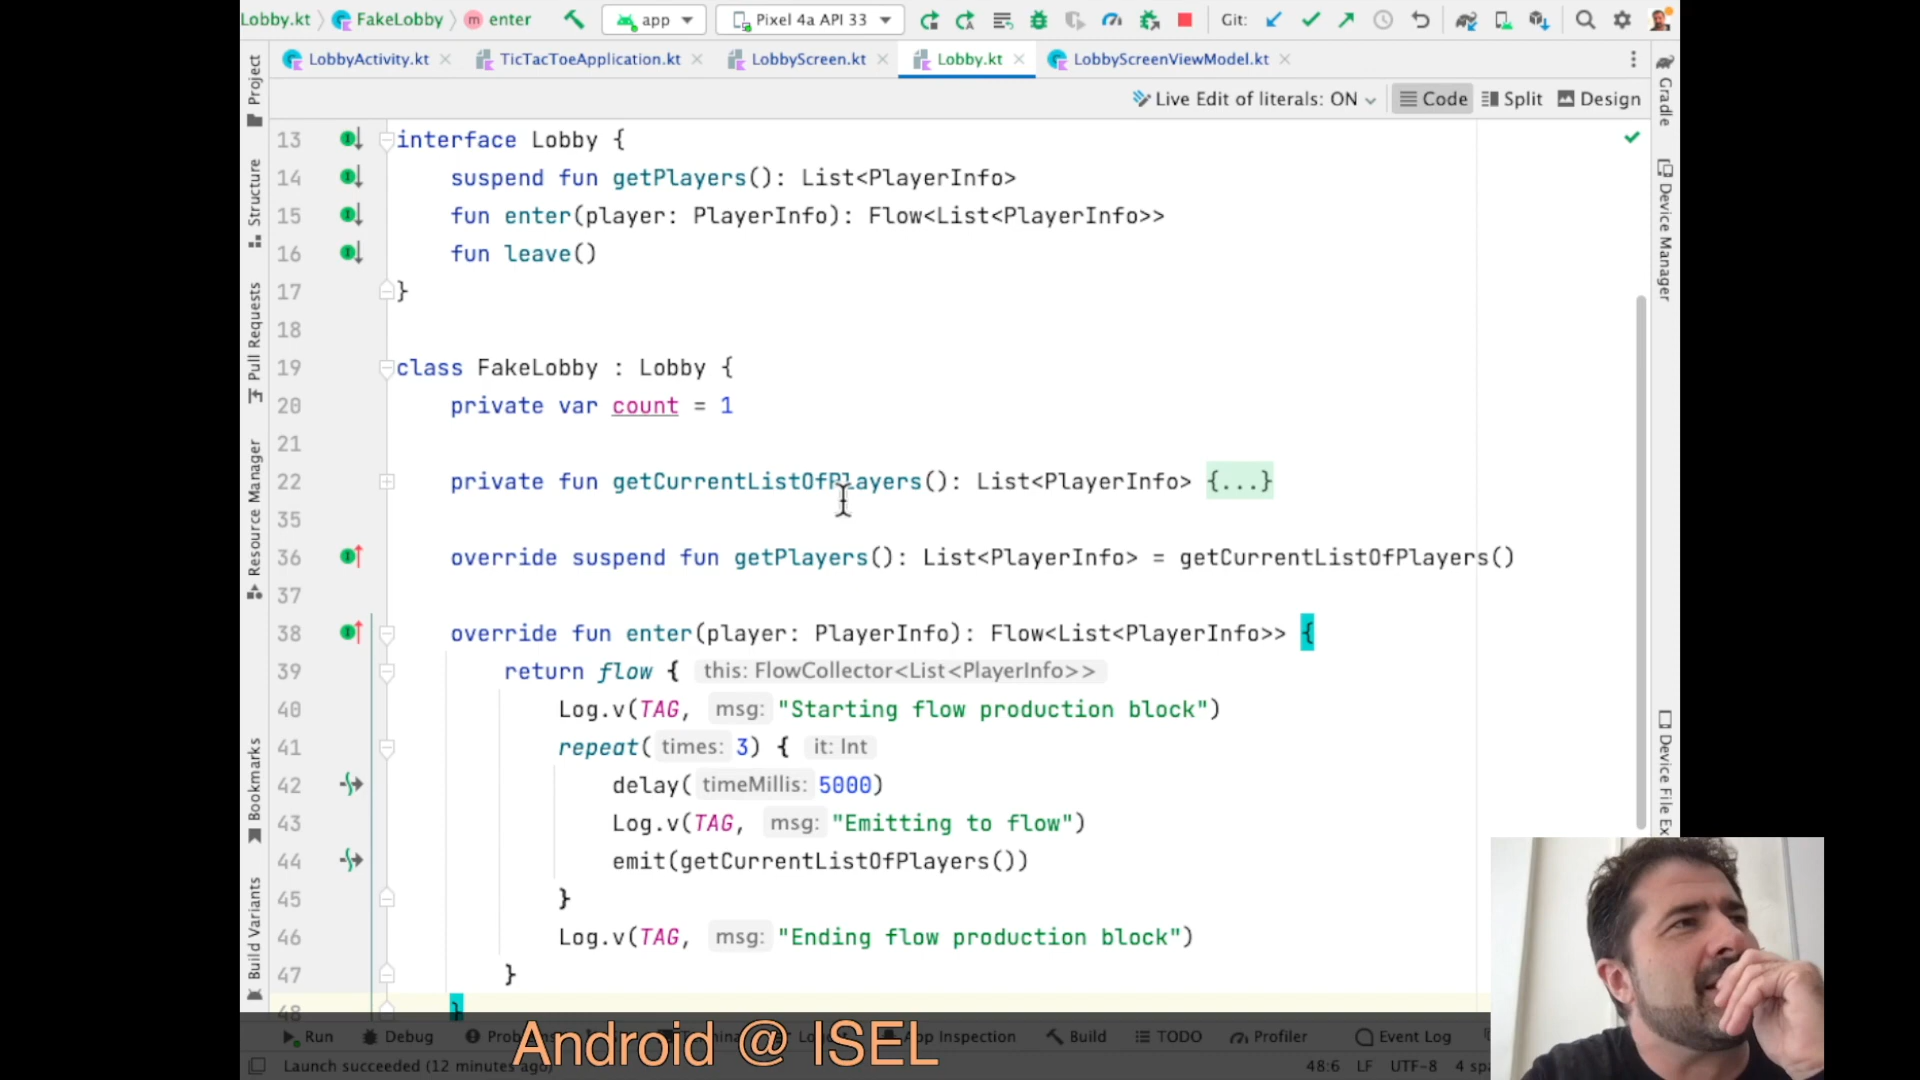 Lobby.kt FakeLobby enter app Pixel 4a API 33 Git:
LobbyActivity.kt TicTacToeApplication.kt LobbyScreen.kt Lobby.kt LobbyScreenViewModel.kt
Live Edit of literals: ON Code Split Design
Project
Structure
Pull Requests
Resource Manager
Bookmarks
Build Variants
13 interface Lobby {
14 suspend fun getPlayers(): List<PlayerInfo>
15 fun enter(player: PlayerInfo): Flow<List<PlayerInfo>>
16 fun leave()
17 }
18
19 class FakeLobby : Lobby {
20 private var count = 1
21
22 private fun getCurrentListOfPlayers(): List<PlayerInfo> {...}
35
36 override suspend fun getPlayers(): List<PlayerInfo> = getCurrentListOfPlayers()
37
38 override fun enter(player: PlayerInfo): Flow<List<PlayerInfo>> {
39 return flow { this: FlowCollector<List<PlayerInfo>>
40 Log.v(TAG, msg: "Starting flow production block")
41 repeat( times: 3) { it: Int
42 delay( timeMillis: 5000)
43 Log.v(TAG, msg: "Emitting to flow")
44 emit(getCurrentListOfPlayers())
45 }
46 Log.v(TAG, msg: "Ending flow production block")
47 }
48 }
Gradle
Device Manager
Device File Ex
Run Debug App Inspection Build TODO Profiler Event Log
Android @ ISEL
Launch succeeded (12 minutes ago) 48:6 LF UTF-8 4 sp